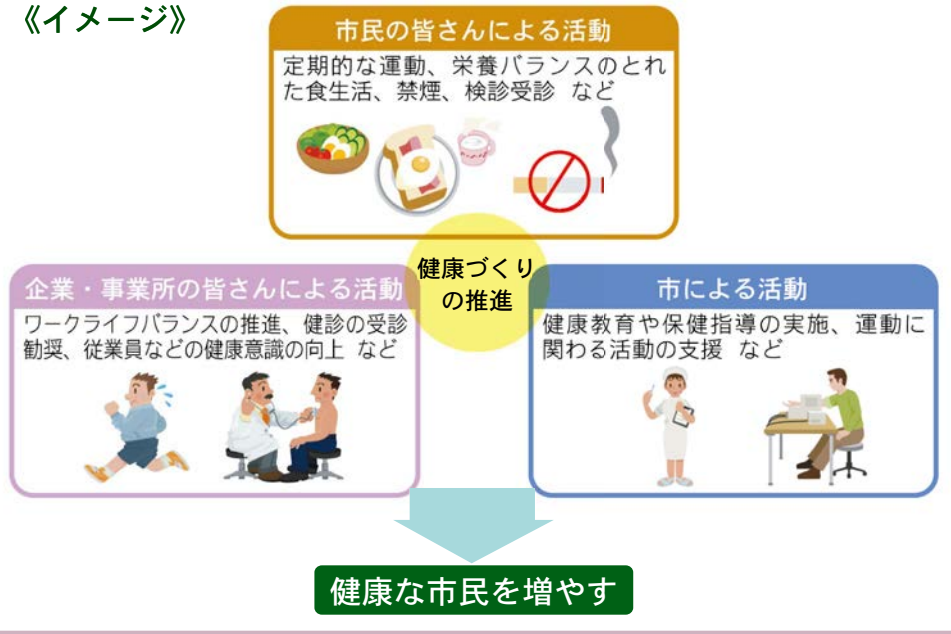 《イメージ》
市民の皆さんによる活動
定期的な運動、栄養バランスのとれ
た食生活、禁煙、検診受診 など
健康づくり
の推進
企業・事業所の皆さんによる活動
ワークライフバランスの推進、健診の受診
勧奨、従業員などの健康意識の向上 など
市による活動
健康教育や保健指導の実施、運動に
関わる活動の支援 など
健康な市民を増やす